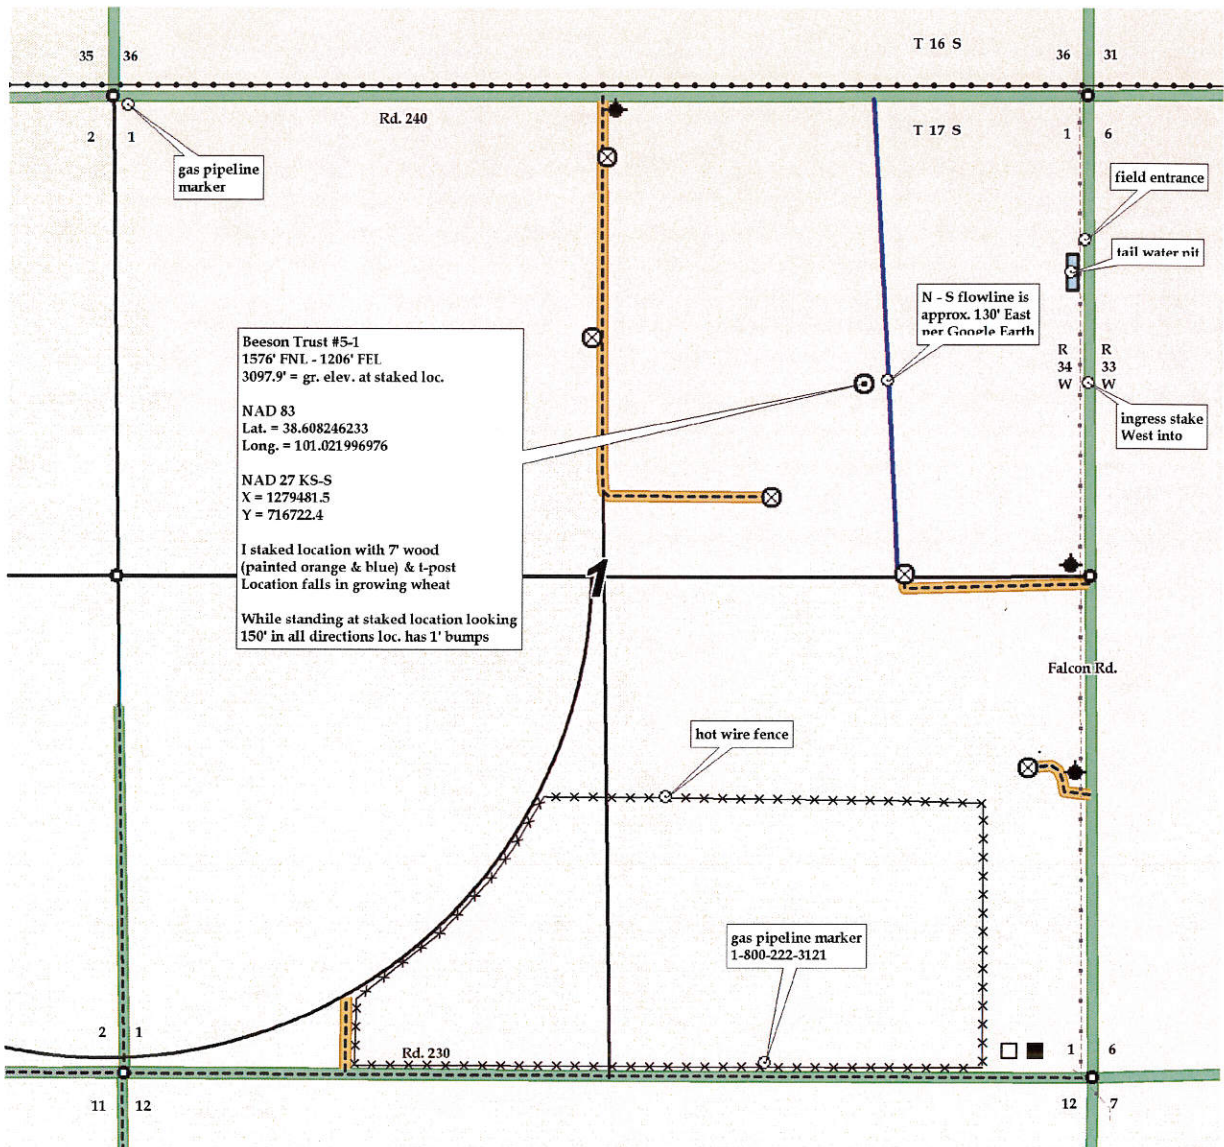 T 16 S
35 36
36 31
Rd. 240
T 17 S
2 1
1 6
gas pipeline
marker
field entrance
tail water pit
N - S flowline is
approx. 130' East
per Google Earth
R R
34 33
W W
ingress stake
West into
Beeson Trust #5-1
1576' FNL - 1206' FEL
3097.9' = gr. elev. at staked loc.
NAD 83
Lat. = 38.608246233
Long. = 101.021996976
NAD 27 KS-S
X = 1279481.5
Y = 716722.4
I staked location with 7' wood
(painted orange & blue) & t-post
Location falls in growing wheat
While standing at staked location looking
150' in all directions loc. has 1' bumps
1
Falcon Rd.
hot wire fence
gas pipeline marker
1-800-222-3121
2 1
Rd. 230
1 6
11 12
12 7